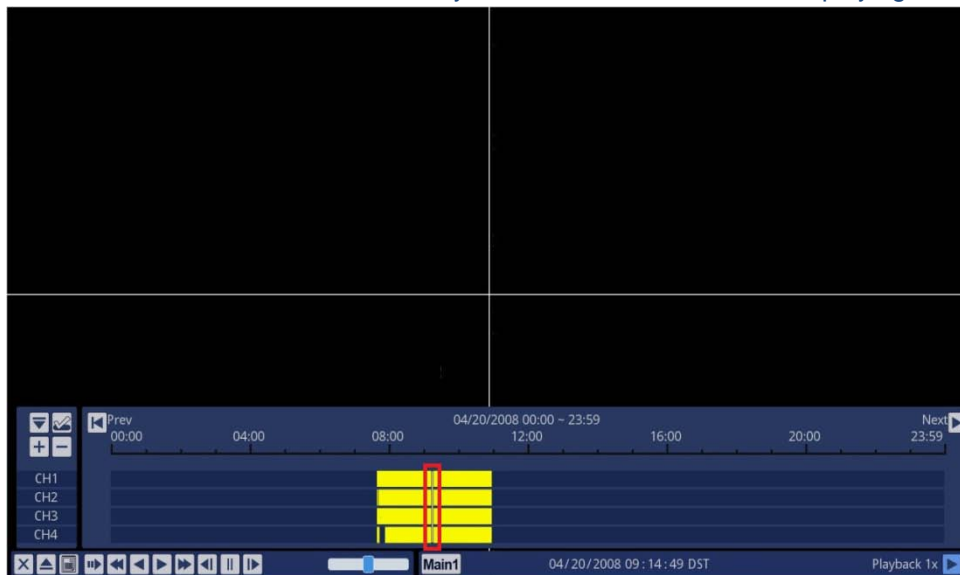 Prev 04/20/2008 00:00 ~ 23:59 Next
00:00 04:00 08:00 12:00 16:00 20:00 23:59
CH1
CH2
CH3
CH4
Main1 04/20/2008 09:14:49 DST Playback 1x